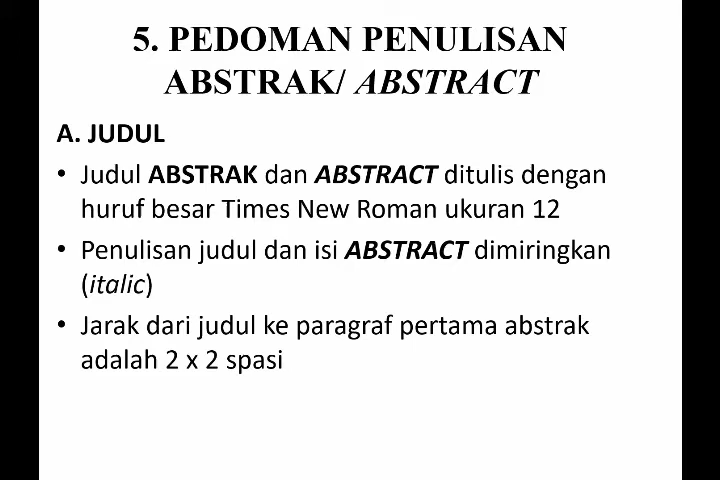 5. PEDOMAN PENULISAN
ABSTRAK/ ABSTRACT
A. JUDUL
• Judul ABSTRAK dan ABSTRACT ditulis dengan
huruf besar Times New Roman ukuran 12
• Penulisan judul dan isi ABSTRACT dimiringkan
(italic)
• Jarak dari judul ke paragraf pertama abstrak
adalah 2 x 2 spasi